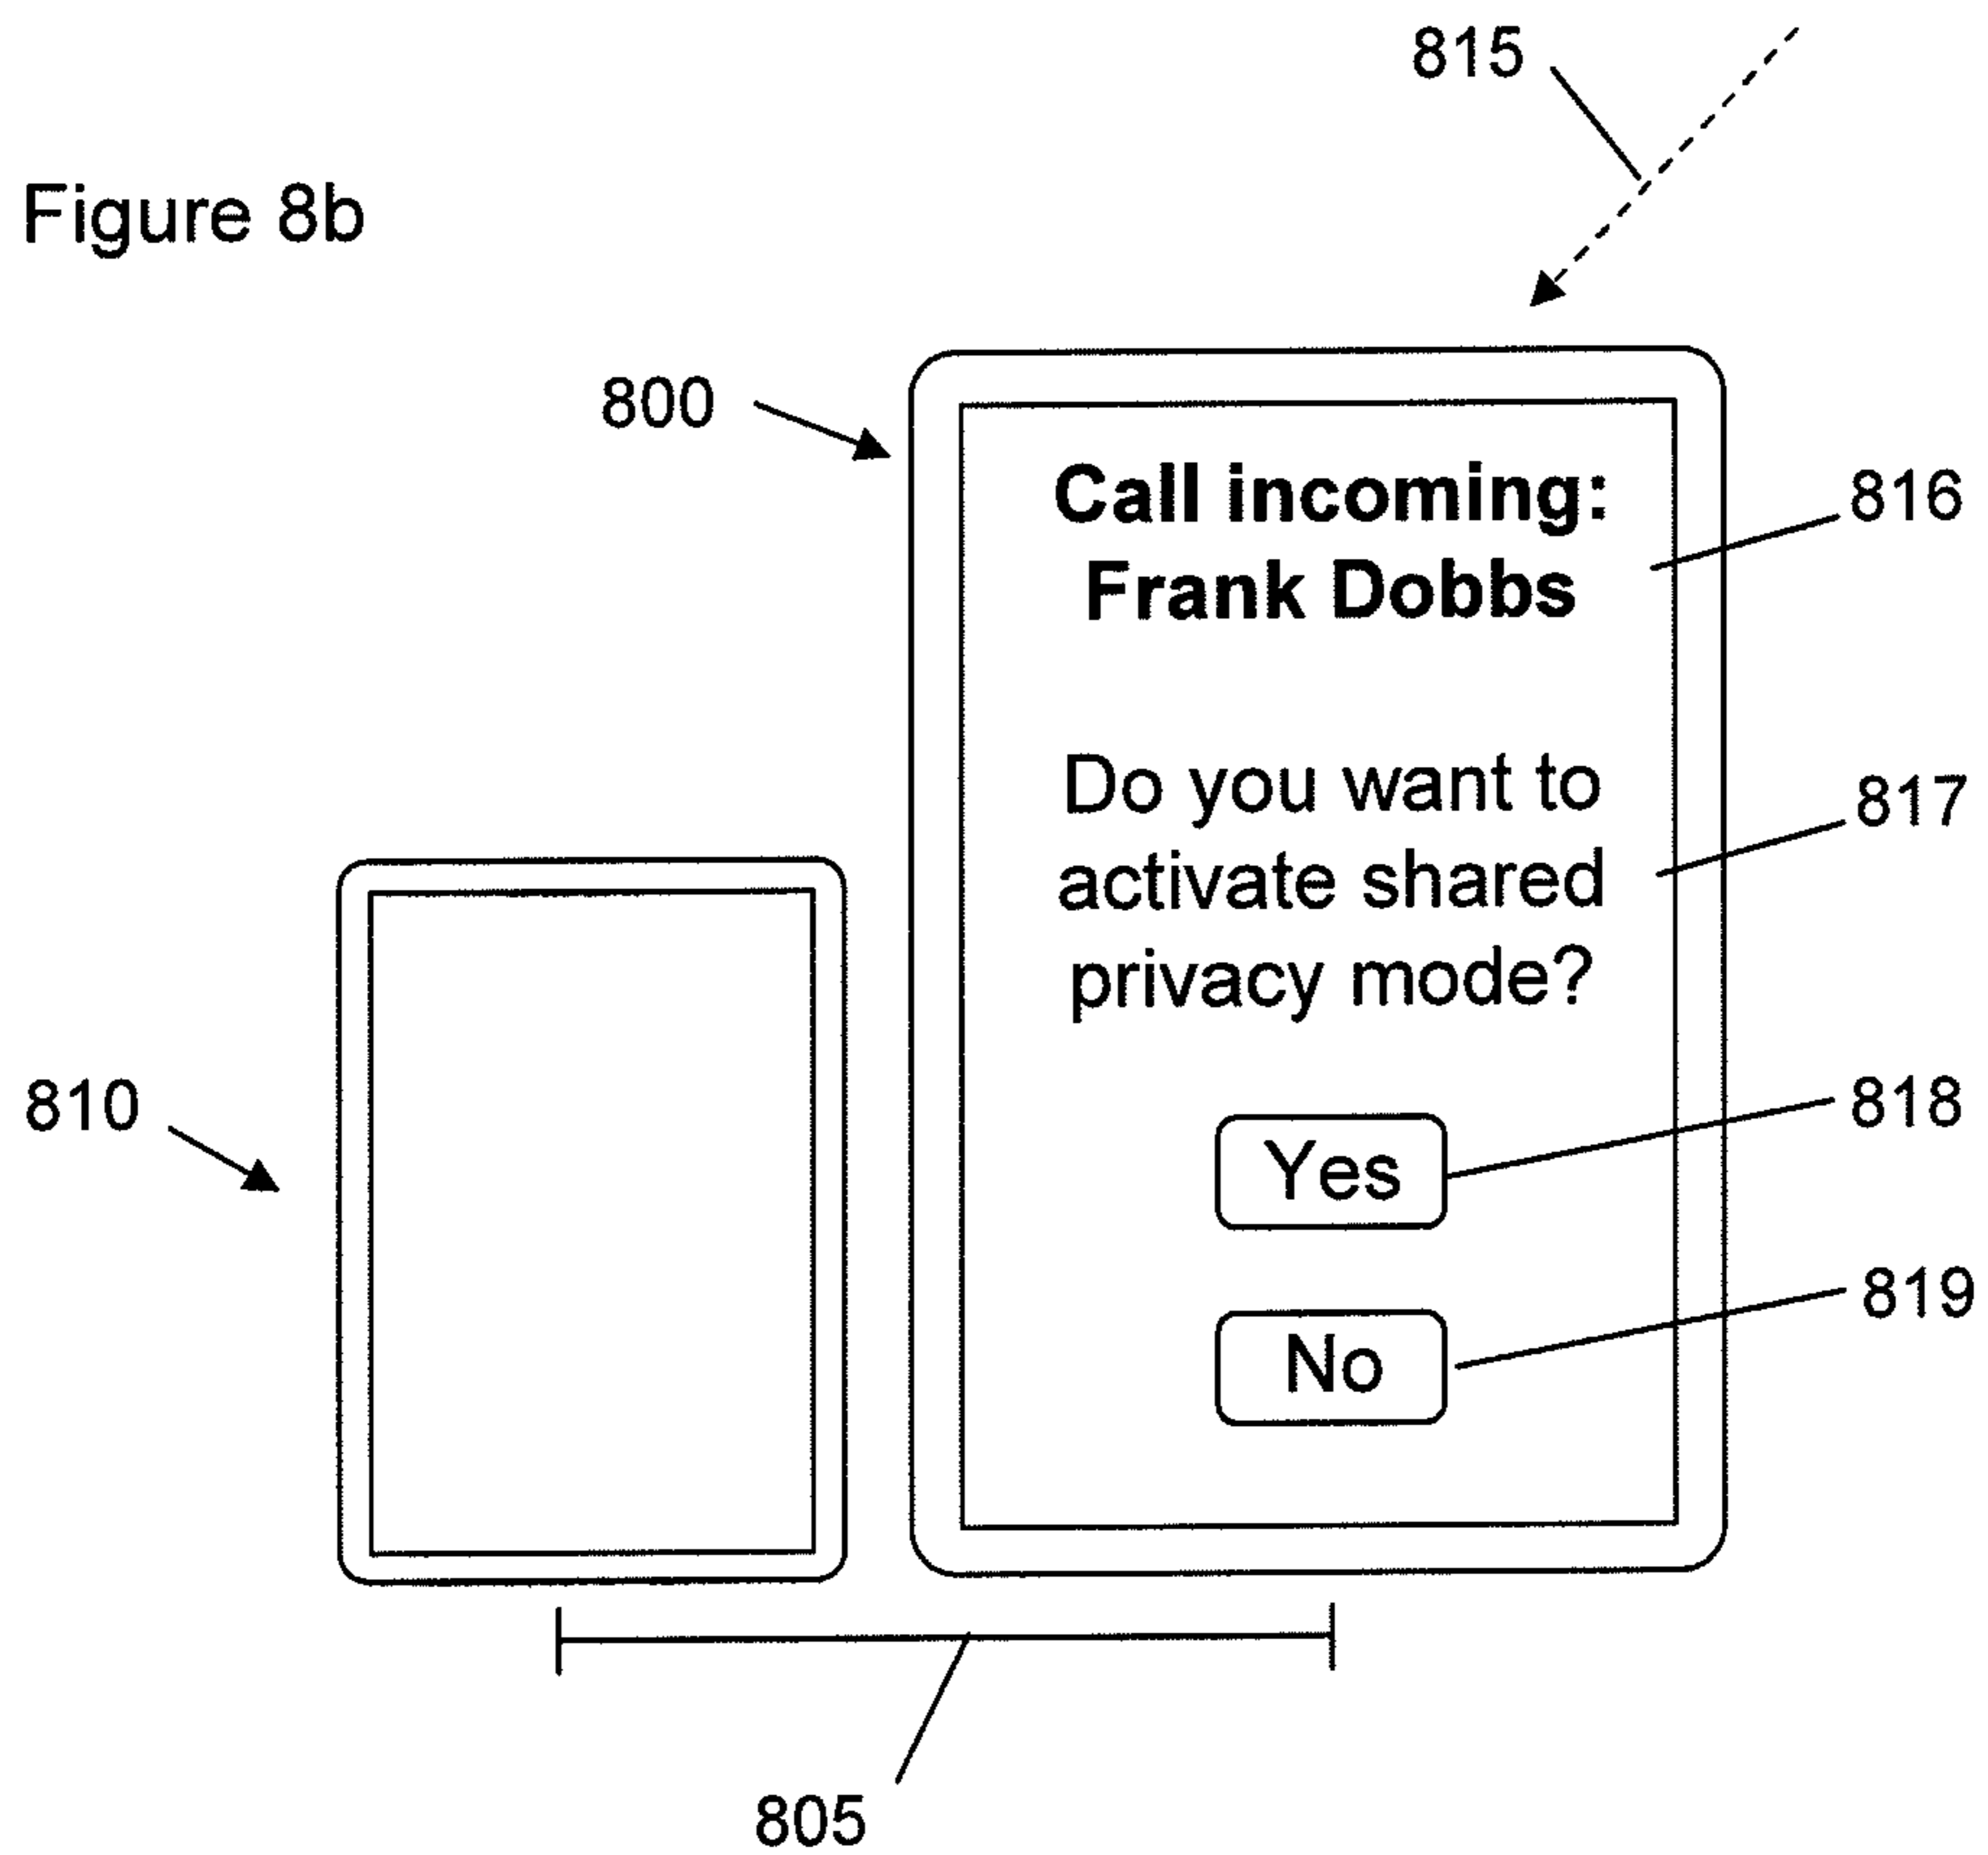 815
Figure 8b
800
Call incoming:
Frank Dobbs
816
Do you want to
activate shared
privacy mode?
817
810
Yes
818
No
819
805